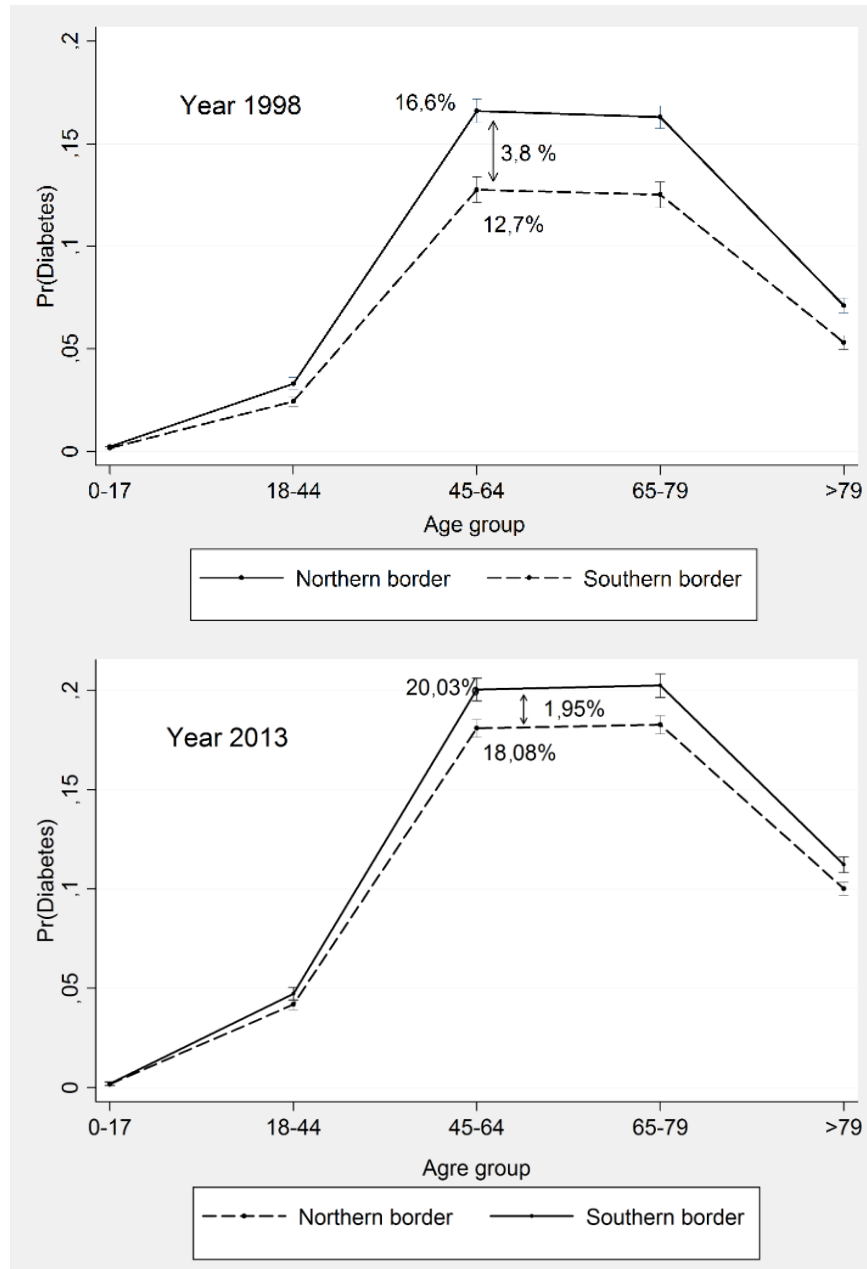 ,2
Year 1998
16,6%
,15
3,8 %
Pr(Diabetes)
12,7%
,1
,05
0
0-17 18-44 45-64 65-79 >79
Age group
Northern border Southern border
,2
20,03%
1,95%
Year 2013
18,08%
,15
Pr(Diabetes)
,1
,05
0
0-17 18-44 45-64 65-79 >79
Agre group
Northern border Southern border